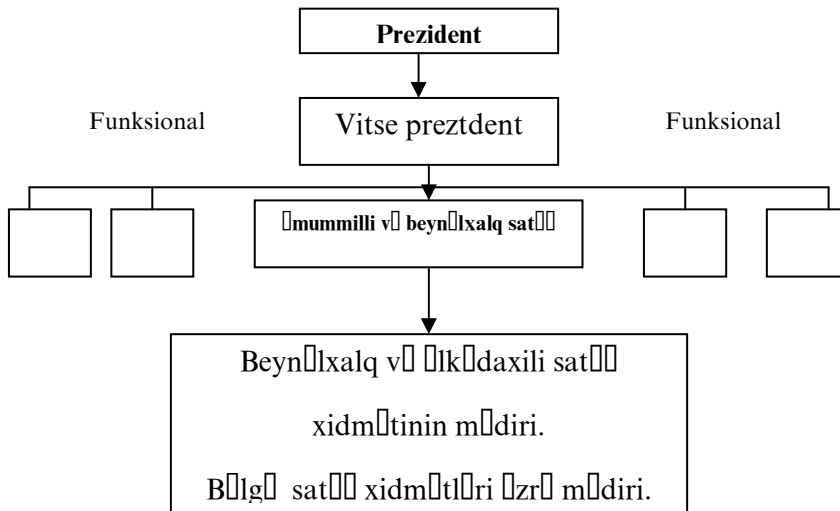 Prezident
Funksional
Vitse preztdent
Funksional
▯mummilli v▯ beyn▯lxalq sat▯▯
Beyn▯lxalq v▯ ▯lk▯daxili sat▯▯
xidm▯tinin m▯diri.
B▯lg▯ sat▯▯ xidm▯tl▯ri ▯zr▯ m▯diri.